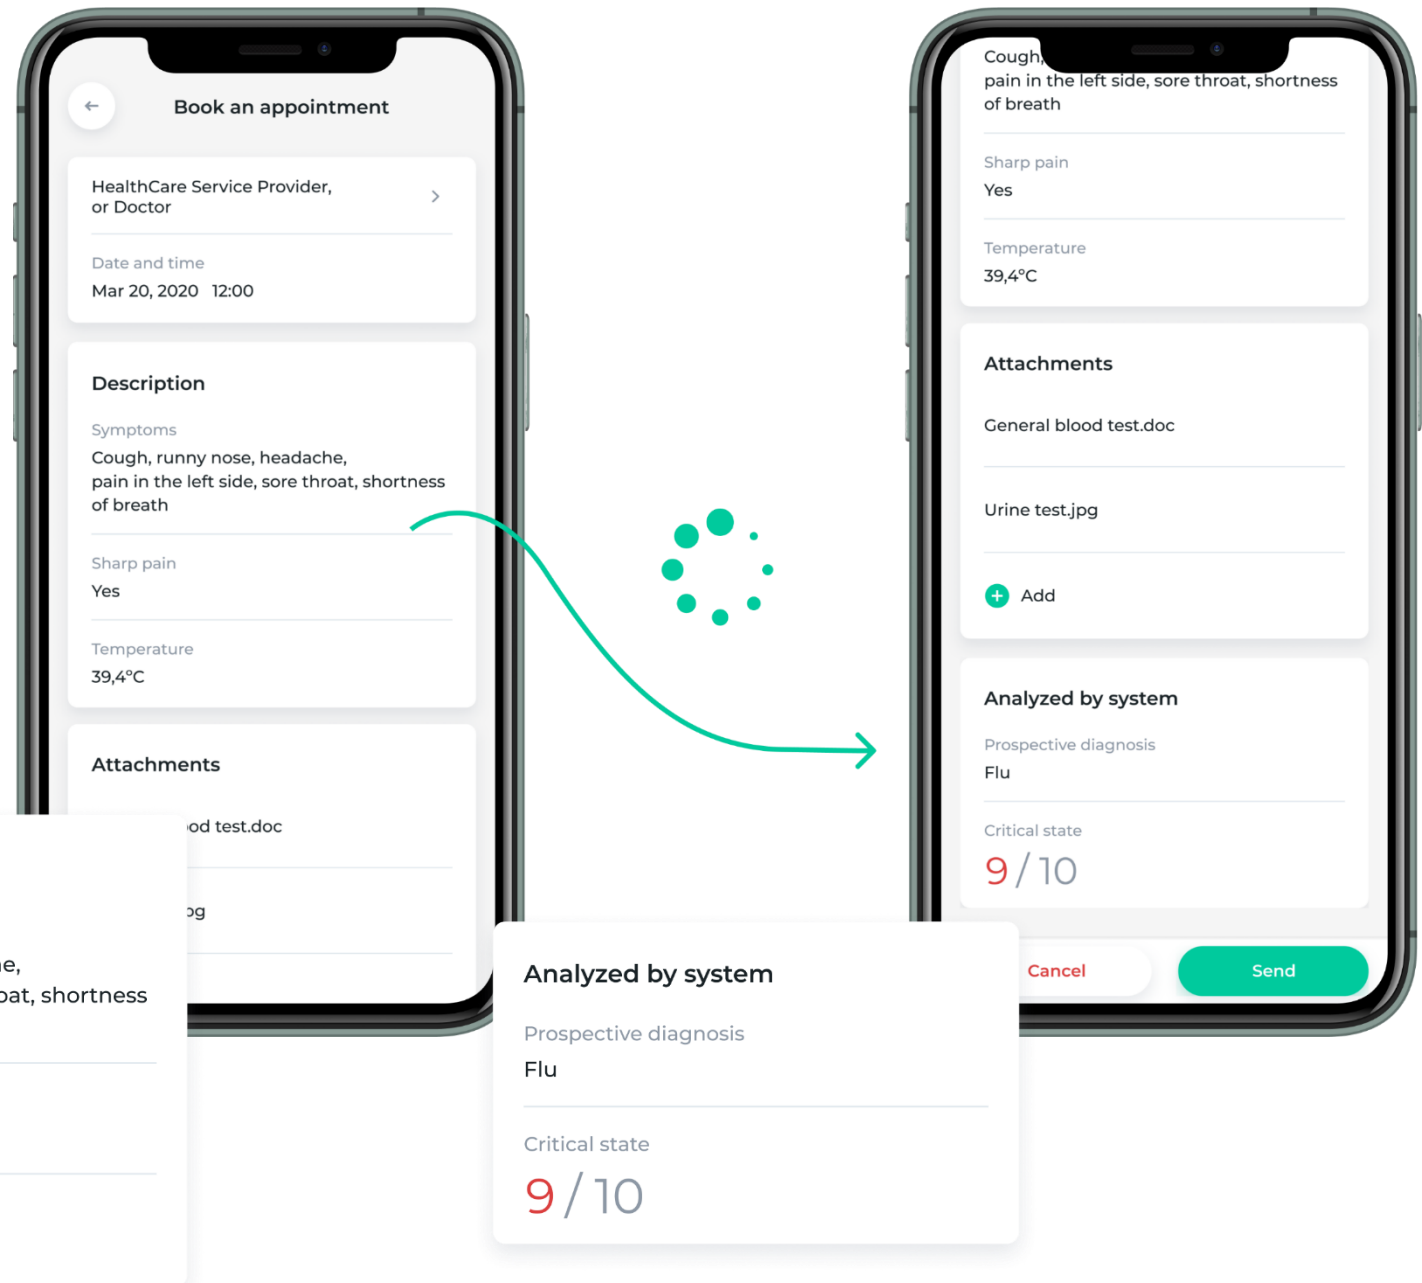 Book an appointment
HealthCare Service Provider,
or Doctor
Date and time
Mar 20, 2020 12:00
Description
Symptoms
Cough, runny nose, headache,
pain in the left side, sore throat, shortness
of breath
Sharp pain
Yes
Temperature
39,4°C
Attachments
test.doc
shortness
Cough,
pain in the left side, sore throat, shortness
of breath
Sharp pain
Yes
Temperature
39,4°C
Attachments
General blood test.doc
Urine test.jpg
Add
Analyzed by system
Prospective diagnosis
Flu
Critical state
9 / 10
Cancel
Send
Analyzed by system
Prospective diagnosis
Flu
Critical state
9 / 10